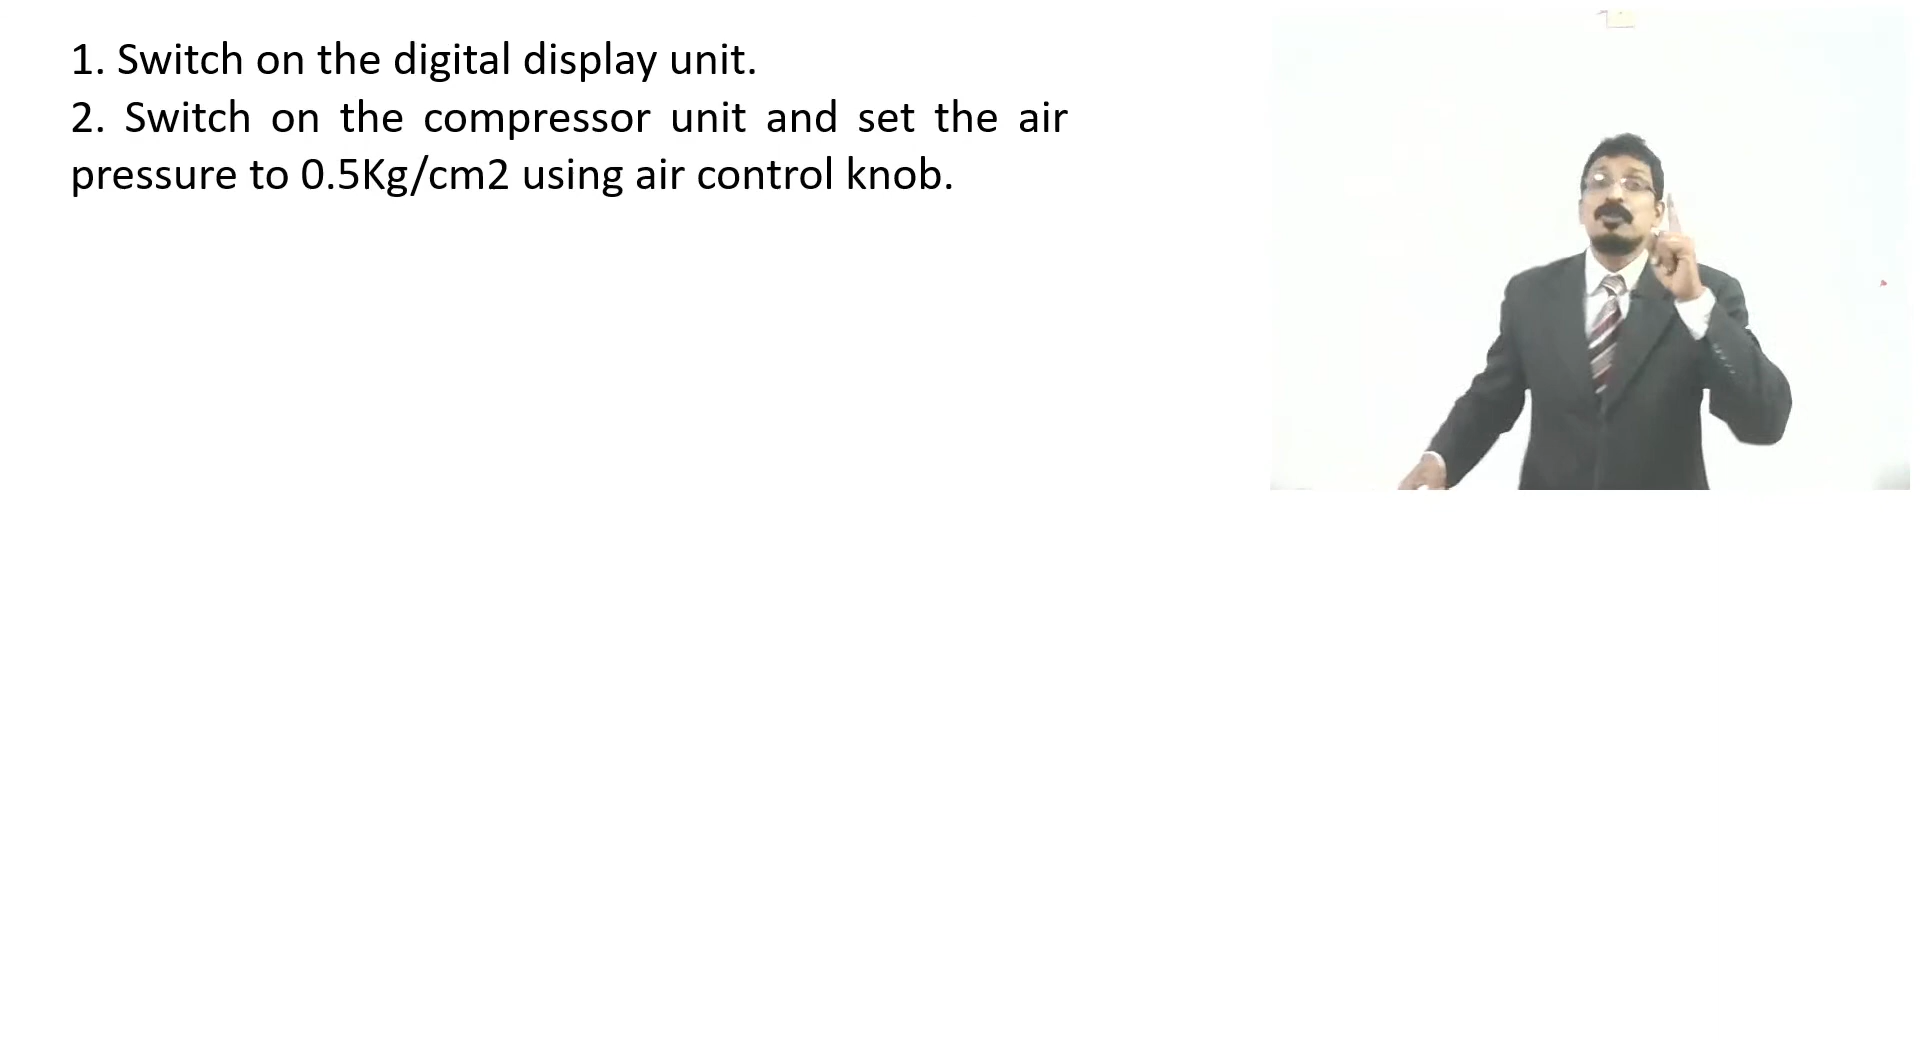 1. Switch on the digital display unit.
2. Switch on the compressor unit and set the air
pressure to 0.5Kg/cm2 using air control knob.